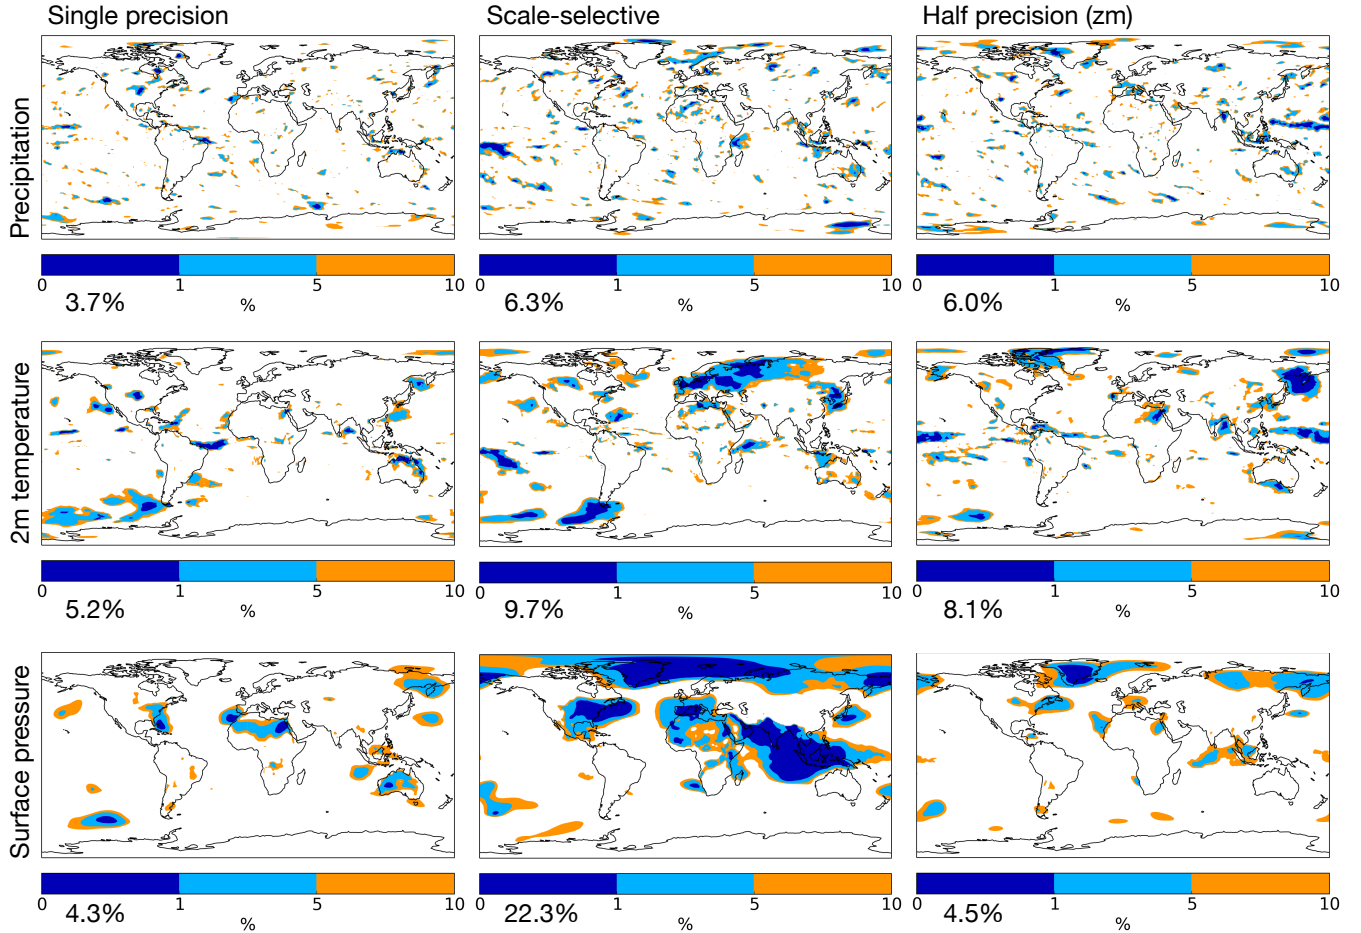 Single precision
Scale-selective
Half precision (zm)
Precipitation
0 1 5 10
3.7% %
0 1 5 10
6.3% %
0 1 5 10
6.0% %
2m temperature
0 1 5 10
5.2% %
0 1 5 10
9.7% %
0 1 5 10
8.1% %
Surface pressure
0 1 5 10
4.3% %
0 1 5 10
22.3% %
0 1 5 10
4.5% %